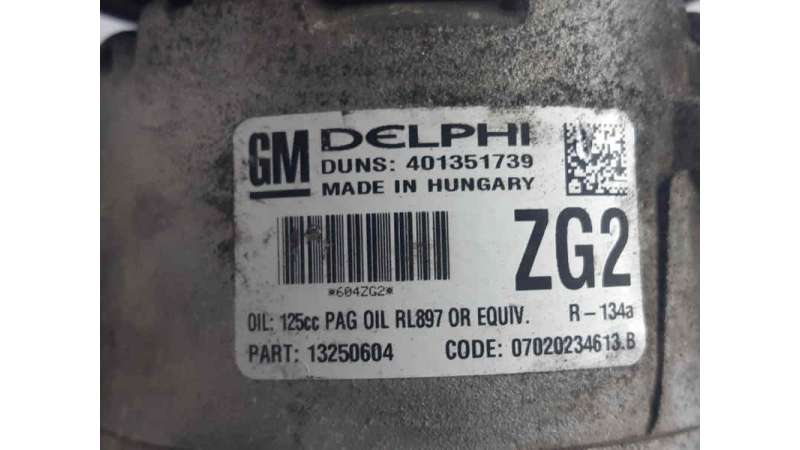 GM DELPHI
DUNS: 401351739
MADE IN HUNGARY
ZG2
*604ZG2*
OIL: 125cc PAG OIL RL897 OR EQUIV. R-134a
PART: 13250604 CODE: 07020234613.B